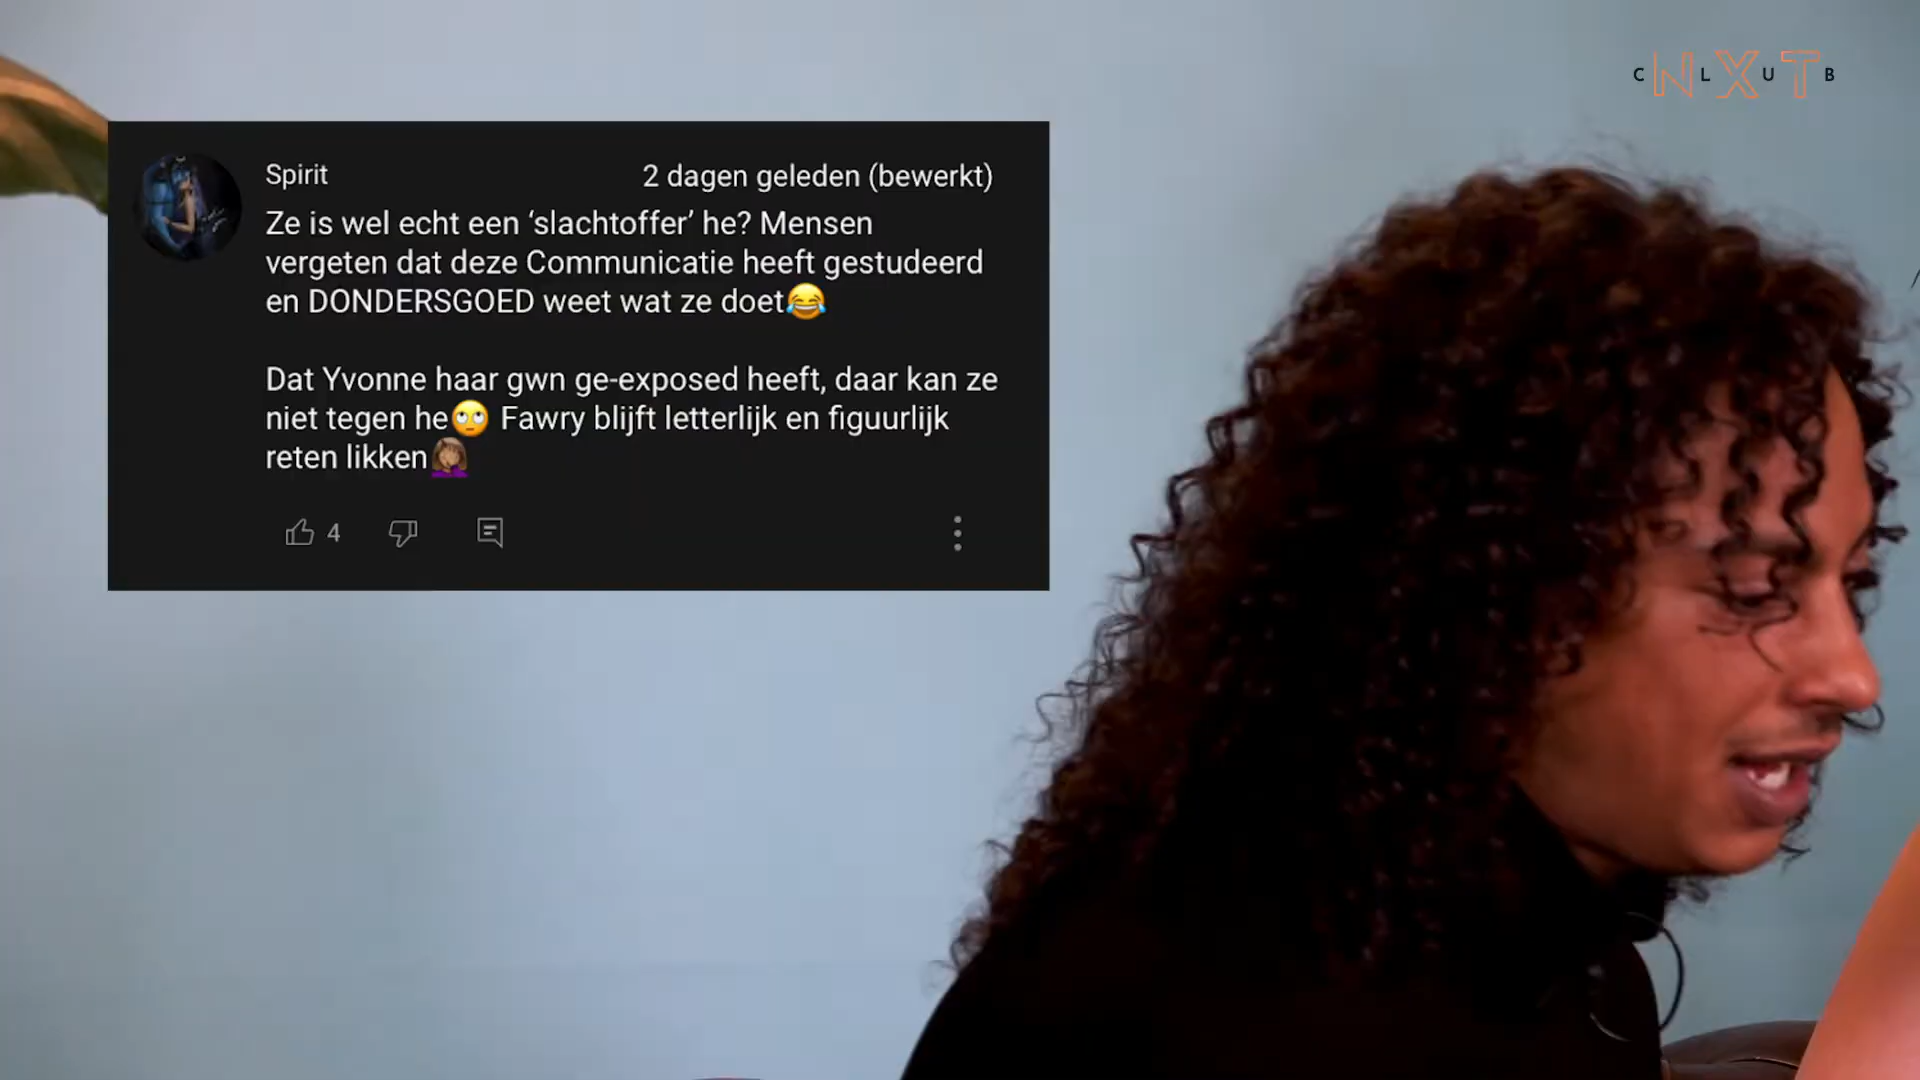 CNLXUTB
Spirit 2 dagen geleden (bewerkt)
Ze is wel echt een ‘slachtoffer’ he? Mensen
vergeten dat deze Communicatie heeft gestudeerd
en DONDERSGOED weet wat ze doet😂
Dat Yvonne haar gwn ge-exposed heeft, daar kan ze
niet tegen he🙄 Fawry blijft letterlijk en figuurlijk
reten likken🤦🏽‍♀️
4